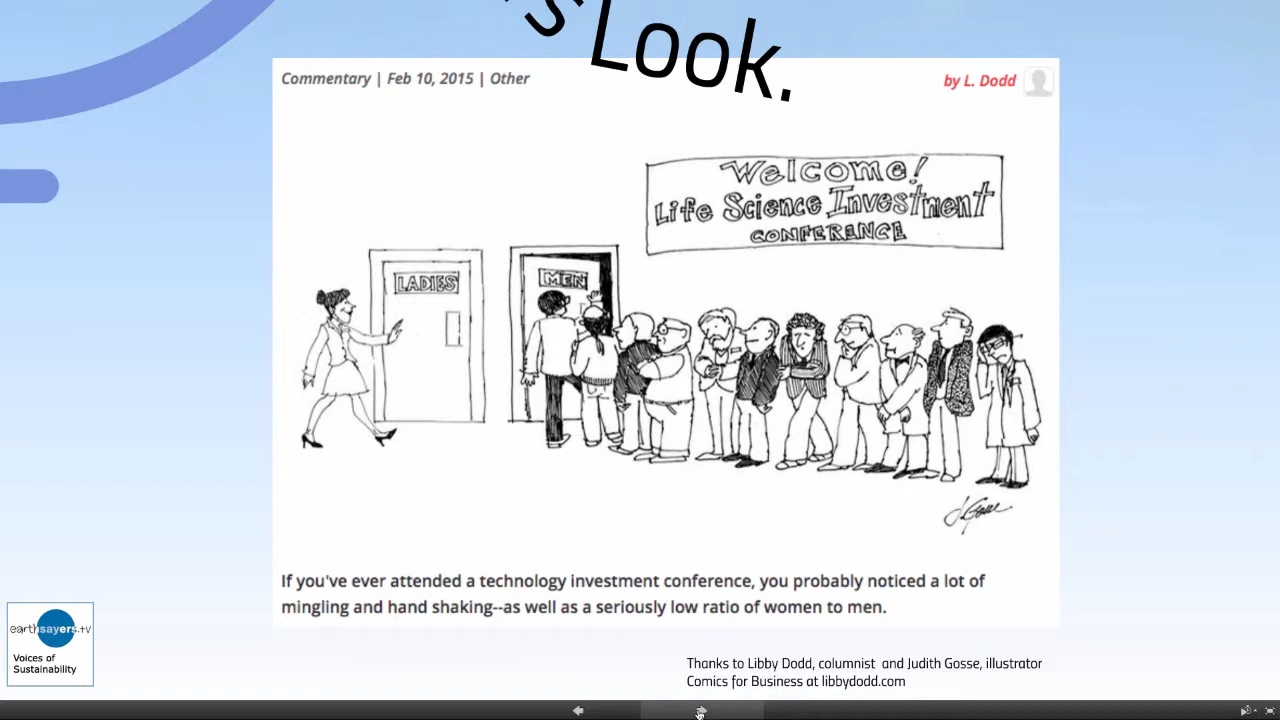 s Look.
Commentary | Feb 10, 2015 | Other
by L. Dodd
Welcome!
Life Science Investment
CONFERENCE
LADIES
MEN
J. Gosse
If you've ever attended a technology investment conference, you probably noticed a lot of
mingling and hand shaking--as well as a seriously low ratio of women to men.
earthsayers.tv
Voices of
Sustainability
Thanks to Libby Dodd, columnist and Judith Gosse, illustrator
Comics for Business at libbydodd.com